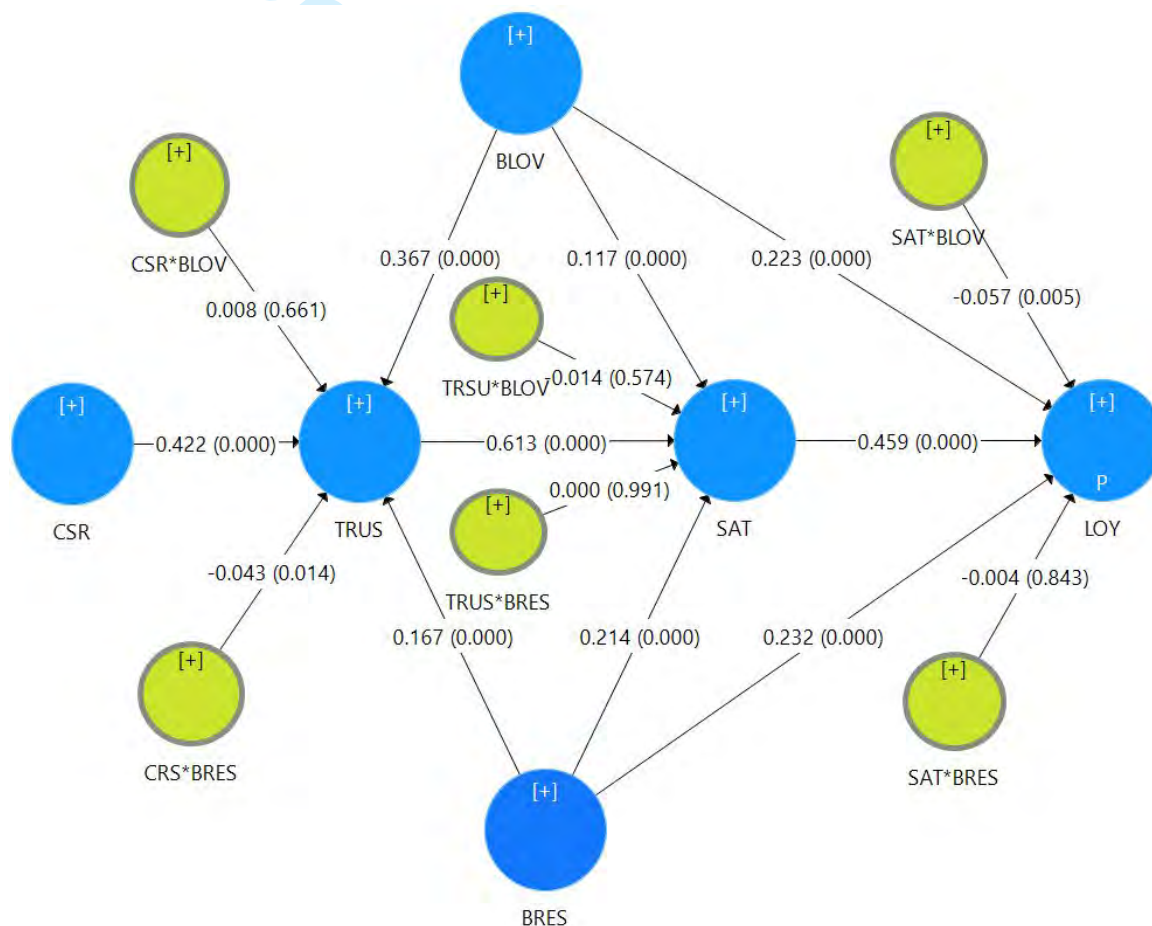 [+]
BLOV
[+]
CSR*BLOV
[+]
SAT*BLOV
0.367 (0.000)
0.117 (0.000)
0.223 (0.000)
0.008 (0.661)
-0.057 (0.005)
[+]
TRSU*BLOV
-0.014 (0.574)
[+]
CSR
0.422 (0.000)
[+]
TRUS
0.613 (0.000)
[+]
SAT
0.459 (0.000)
[+]
P
LOY
0.000 (0.991)
[+]
TRUS*BRES
-0.043 (0.014)
-0.004 (0.843)
0.167 (0.000)
0.214 (0.000)
0.232 (0.000)
[+]
CRS*BRES
[+]
SAT*BRES
[+]
BRES